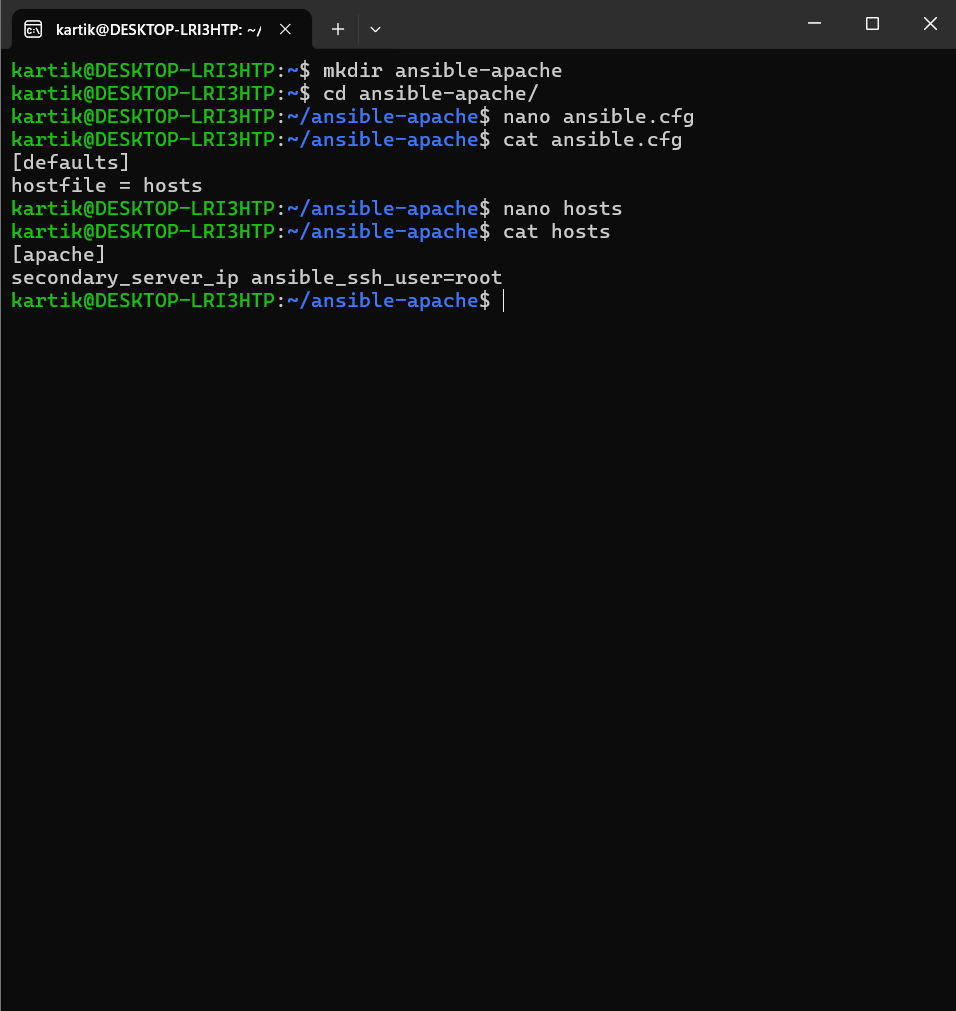 kartik@DESKTOP-LRI3HTP: ~/
kartik@DESKTOP-LRI3HTP:~$ mkdir ansible-apache
kartik@DESKTOP-LRI3HTP:~$ cd ansible-apache/
kartik@DESKTOP-LRI3HTP:~/ansible-apache$ nano ansible.cfg
kartik@DESKTOP-LRI3HTP:~/ansible-apache$ cat ansible.cfg
[defaults]
hostfile = hosts
kartik@DESKTOP-LRI3HTP:~/ansible-apache$ nano hosts
kartik@DESKTOP-LRI3HTP:~/ansible-apache$ cat hosts
[apache]
secondary_server_ip ansible_ssh_user=root
kartik@DESKTOP-LRI3HTP:~/ansible-apache$